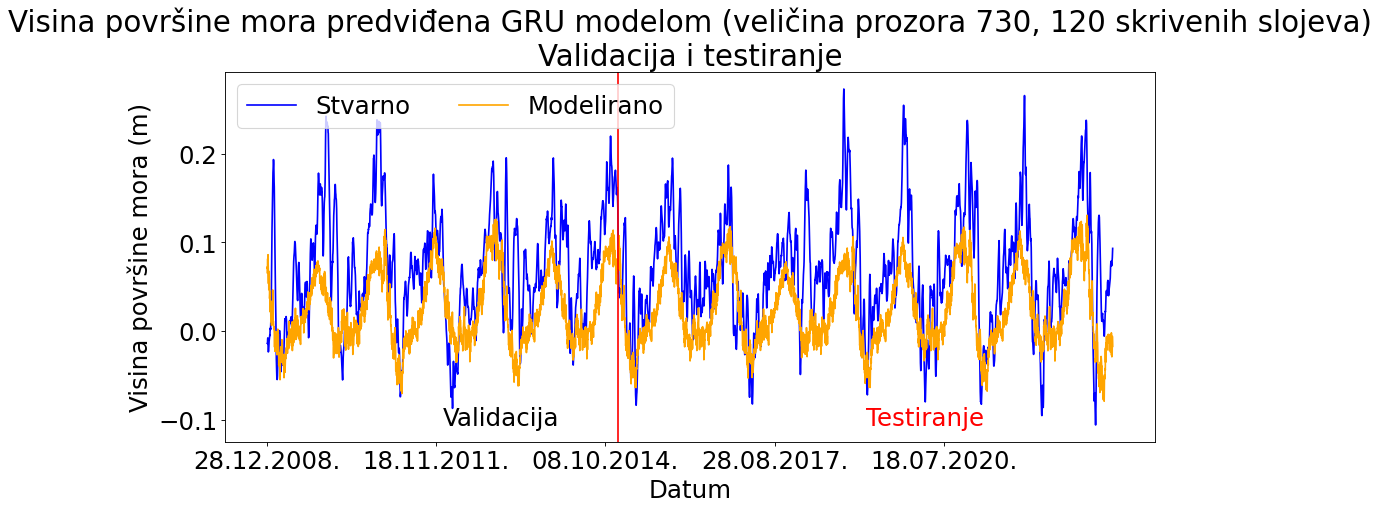 Visina površine mora predviđena GRU modelom (veličina prozora 730, 120 skrivenih slojeva)
Validacija i testiranje
Stvarno
Modelirano
Visina površine mora (m)
0.2
0.1
0.0
−0.1
Validacija
Testiranje
28.12.2008.
18.11.2011.
08.10.2014.
28.08.2017.
18.07.2020.
Datum